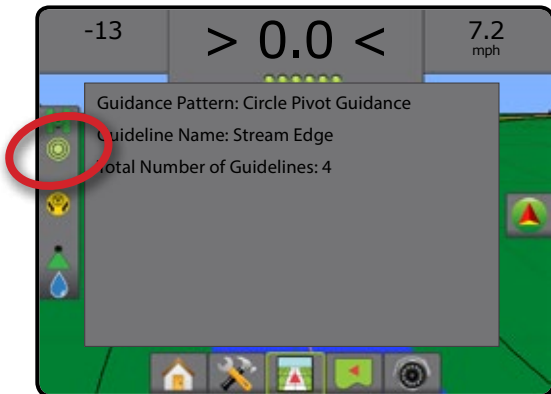 -13
> 0.0 <
7.2
mph
Guidance Pattern: Circle Pivot Guidance
Guideline Name: Stream Edge
Total Number of Guidelines: 4